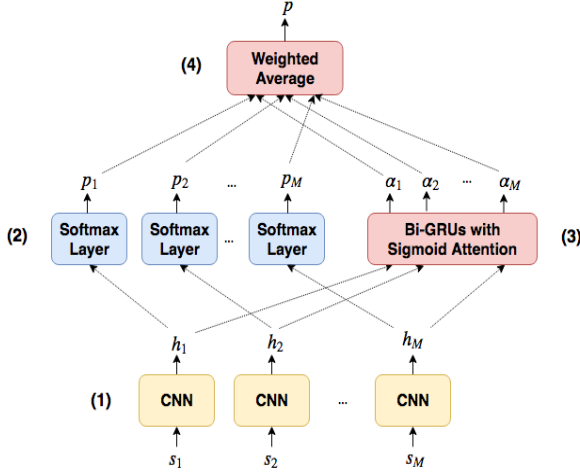 p
(4)
Weighted
Average
p1 p2 ... pM α1 α2 ... αM
(2)
Softmax
Layer
Softmax
Layer
...
Softmax
Layer
Bi-GRUs with
Sigmoid Attention
(3)
h1 h2 hM
(1)
CNN CNN ... CNN
s1 s2 sM